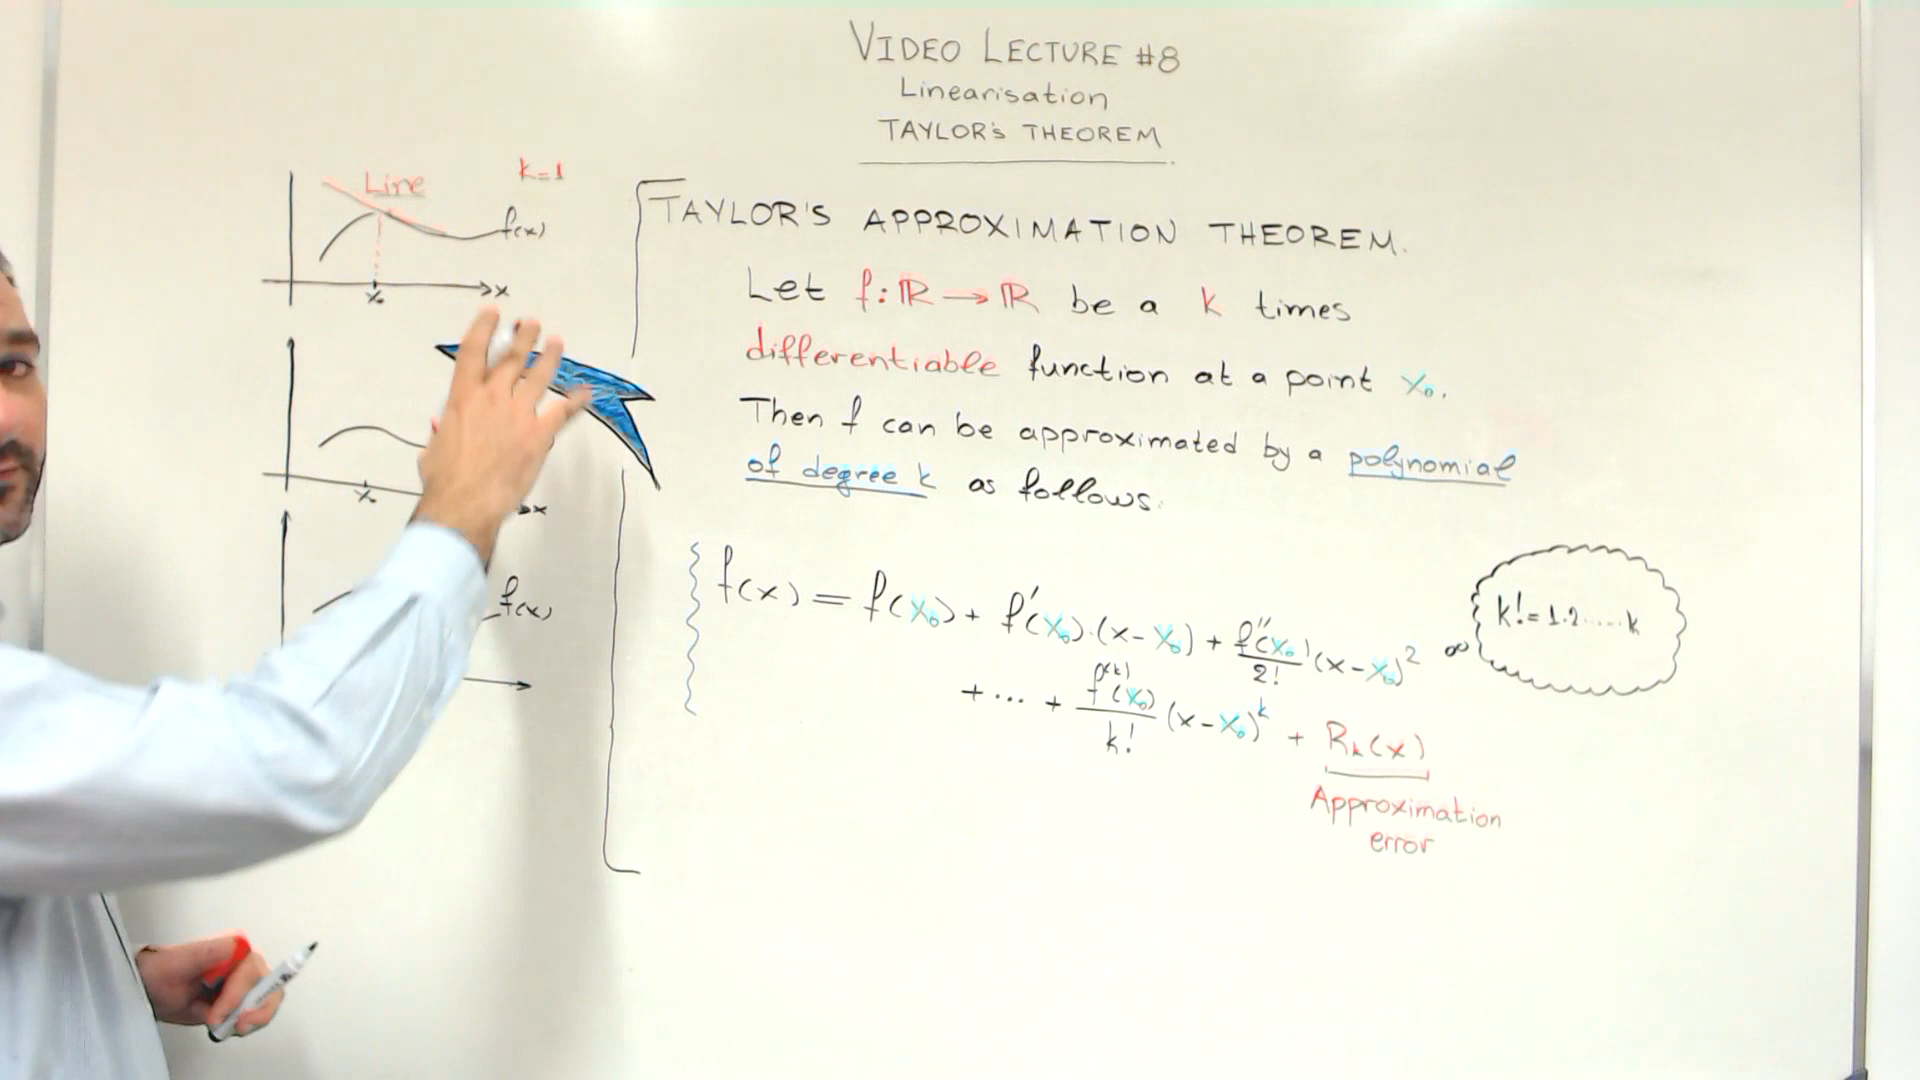 VIDEO LECTURE #8
Linearisation
TAYLOR'S THEOREM
Line
k=1
f(x)
x
x₀
x₀
x
f(x)
TAYLOR'S APPROXIMATION THEOREM.
Let f:ℝ→ℝ be a k times
differentiable function at a point x₀.
Then f can be approximated by a polynomial
of degree k as follows:
f(x) = f(x₀) + f'(x₀)·(x-x₀) + f''(x₀)/2! (x-x₀)²
+ ... + f⁽ᵏ⁾(x₀)/k! (x-x₀)ᵏ + Rₖ(x)
Approximation
error
k! = 1·2·....·k